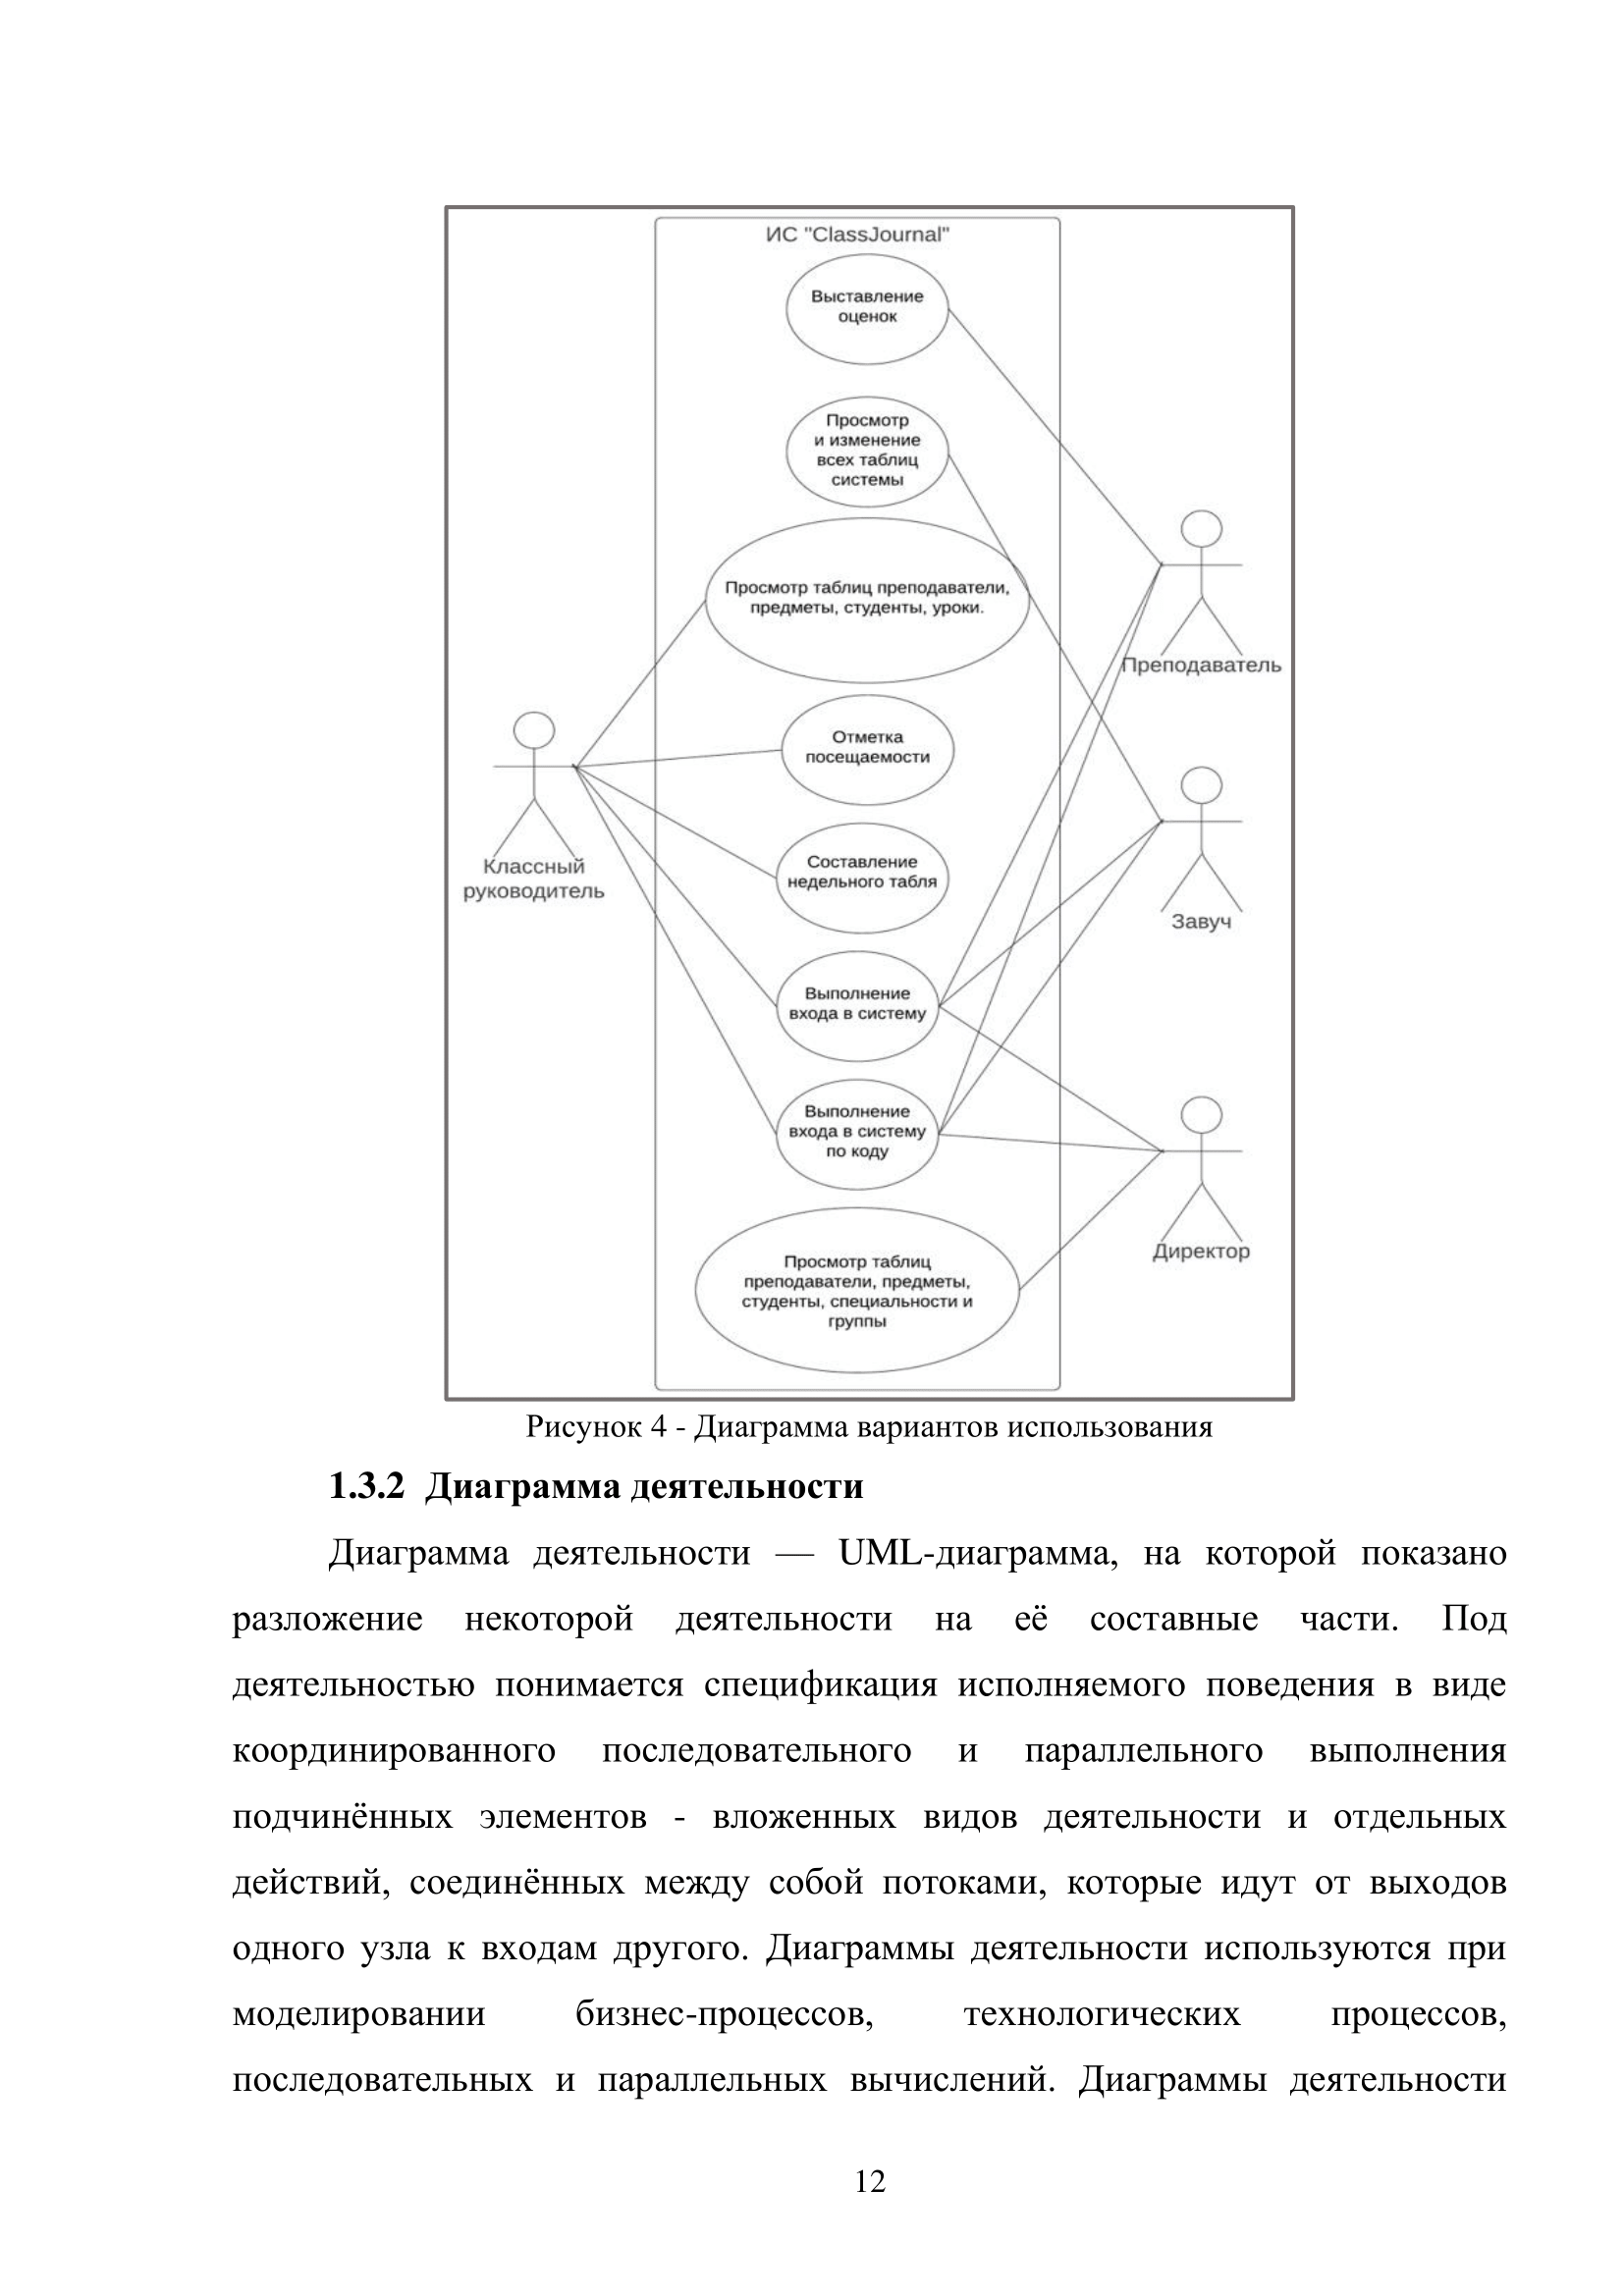 ИС "ClassJournal"
Выставление
оценок
Просмотр
и изменение
всех таблиц
системы
Просмотр таблиц преподаватели,
предметы, студенты, уроки.
Преподаватель
Отметка
посещаемости
Классный
руководитель
Составление
недельного табля
Завуч
Выполнение
входа в систему
Выполнение
входа в систему
по коду
Директор
Просмотр таблиц
преподаватели, предметы,
студенты, специальности и
группы
Рисунок 4 - Диаграмма вариантов использования
1.3.2 Диаграмма деятельности
Диаграмма деятельности — UML-диаграмма, на которой показано
разложение некоторой деятельности на её составные части. Под
деятельностью понимается спецификация исполняемого поведения в виде
координированного последовательного и параллельного выполнения
подчинённых элементов - вложенных видов деятельности и отдельных
действий, соединённых между собой потоками, которые идут от выходов
одного узла к входам другого. Диаграммы деятельности используются при
моделировании бизнес-процессов, технологических процессов,
последовательных и параллельных вычислений. Диаграммы деятельности
12